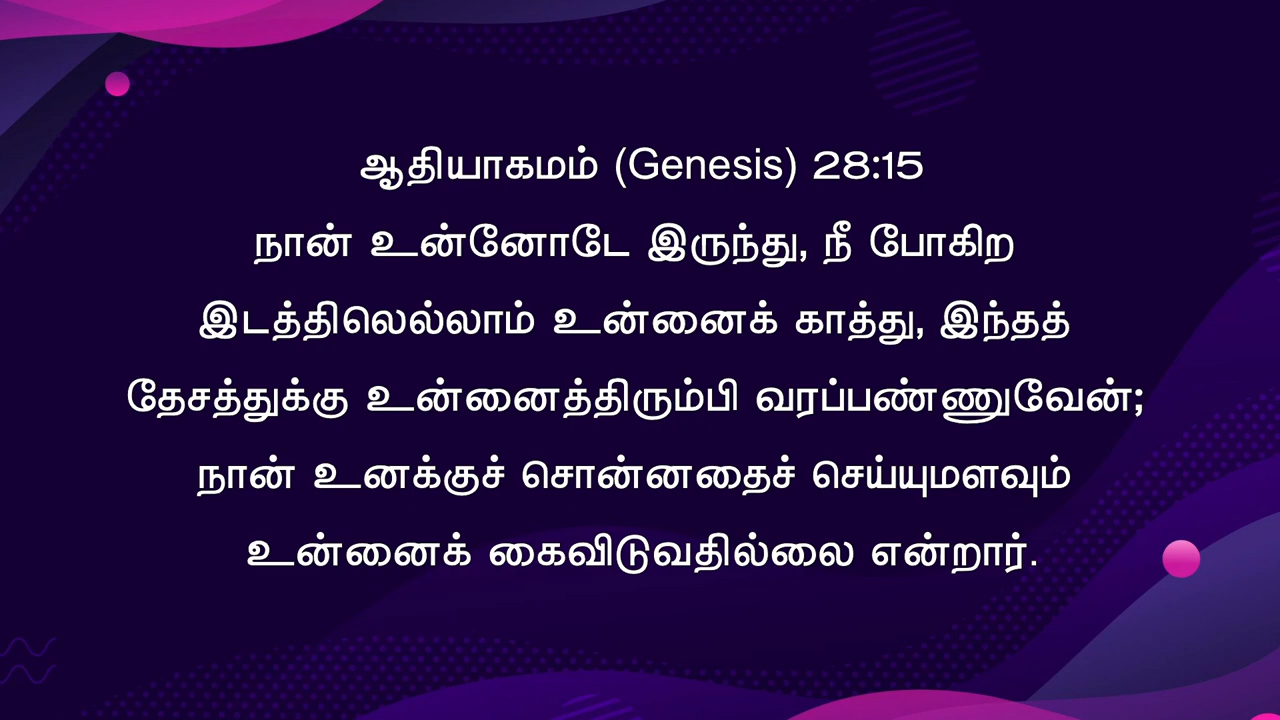 ஆதியாகமம் (Genesis) 28:15
நான் உன்னோடே இருந்து, நீ போகிற
இடத்திலெல்லாம் உன்னைக் காத்து, இந்தத்
தேசத்துக்கு உன்னைத்திரும்பி வரப்பண்ணுவேன்;
நான் உனக்குச் சொன்னதைச் செய்யுமளவும்
உன்னைக் கைவிடுவதில்லை என்றார்.